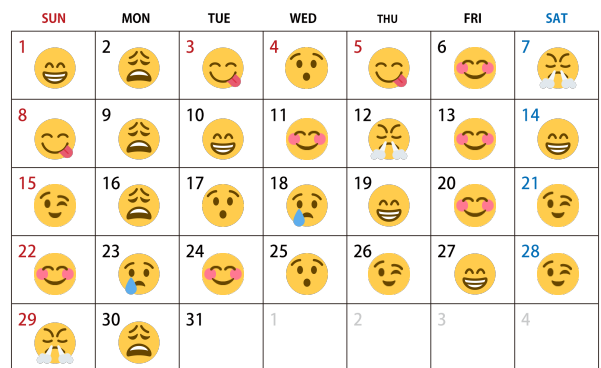 SUN MON TUE WED THU FRI SAT
1 2 3 4 5 6 7
8 9 10 11 12 13 14
15 16 17 18 19 20 21
22 23 24 25 26 27 28
29 30 31 1 2 3 4